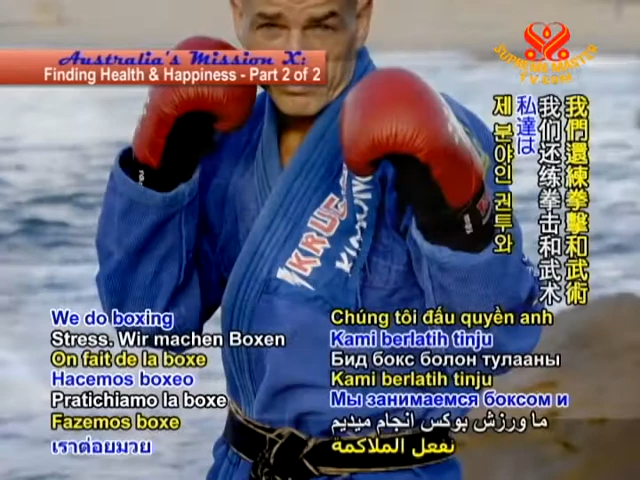 Australia's Mission X:
Finding Health & Happiness - Part 2 of 2
SUPREME MASTER
TV.COM
我們還練拳擊和武術
我们还练拳击和武术
私達は
제 분야인 권투와
KRUGA
KIMONOS
We do boxing
Stress. Wir machen Boxen
On fait de la boxe
Hacemos boxeo
Pratichiamo la boxe
Fazemos boxe
เราต่อยมวย
Chúng tôi đấu quyền anh
Kami berlatih tinju
Бид бокс болон тулааны
Kami berlatih tinju
Мы занимаемся боксом и
ما ورزش بوکس انجام میدیم
نفعل الملاكمة